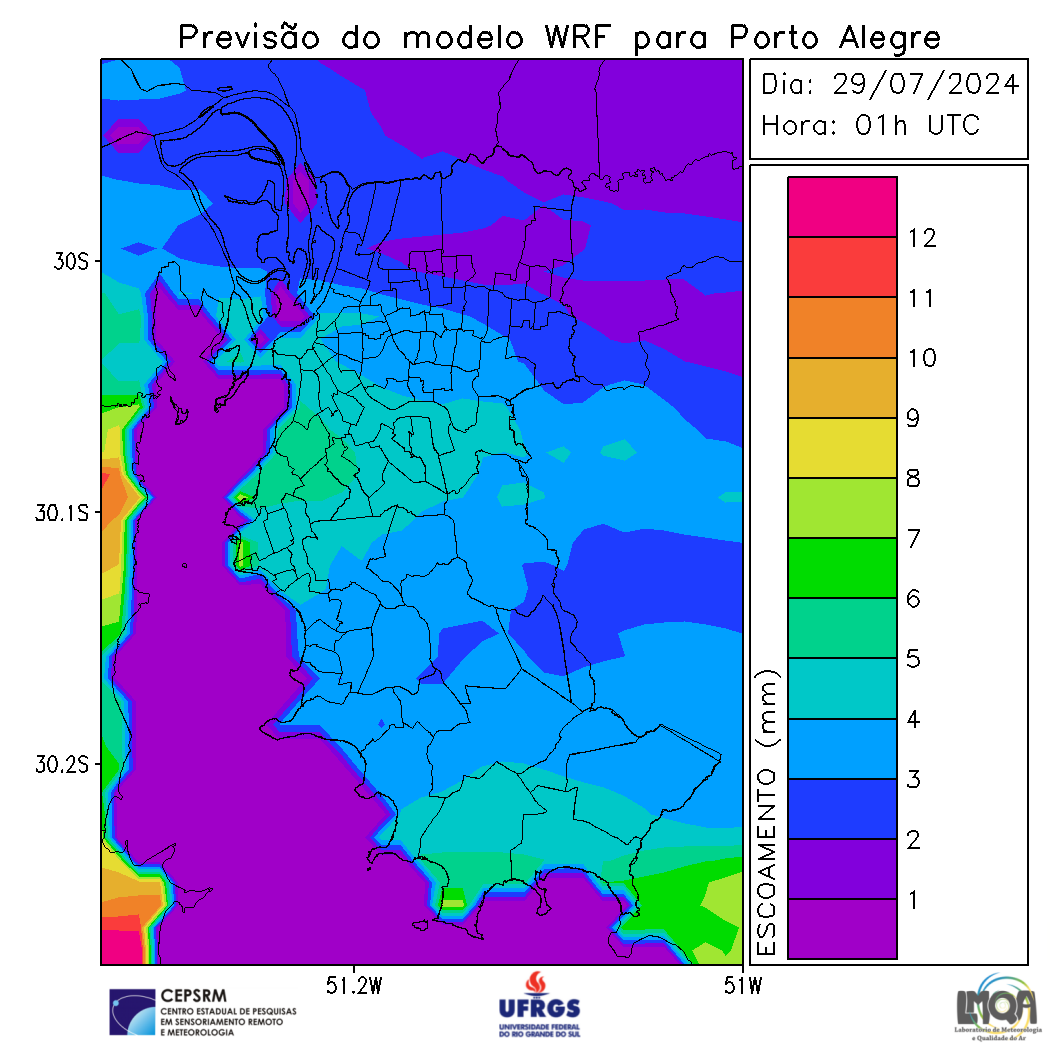 Previsão do modelo WRF para Porto Alegre
Dia: 29/07/2024
Hora: 01h UTC
30S
30.1S
30.2S
51.2W
51W
ESCOAMENTO (mm)
12
11
10
9
8
7
6
5
4
3
2
1
CEPSRM
CENTRO ESTADUAL DE PESQUISAS
EM SENSORIAMENTO REMOTO
E METEOROLOGIA
UFRGS
UNIVERSIDADE FEDERAL
DO RIO GRANDE DO SUL
LMQA
Laboratório de Meteorologia
e Qualidade do Ar